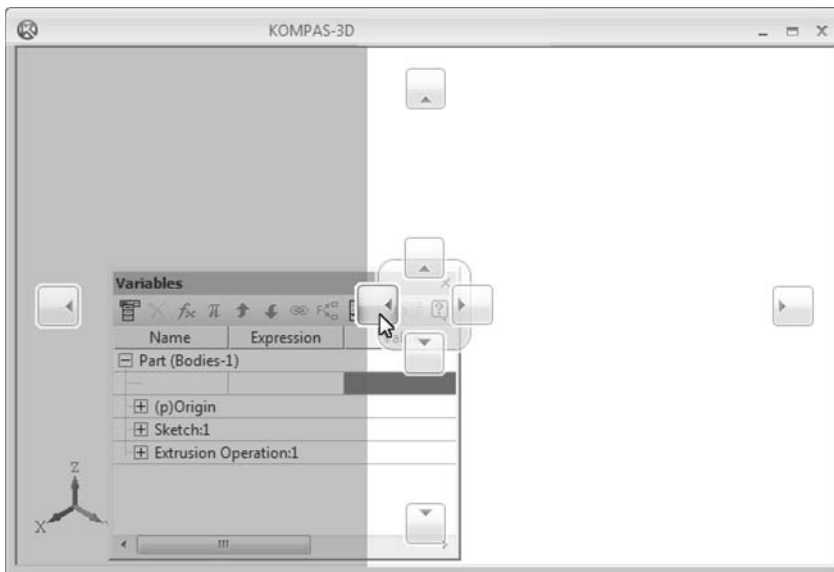 KOMPAS-3D
Variables
Name Expression
Part (Bodies-1)
(p)Origin
Sketch:1
Extrusion Operation:1
Z
X